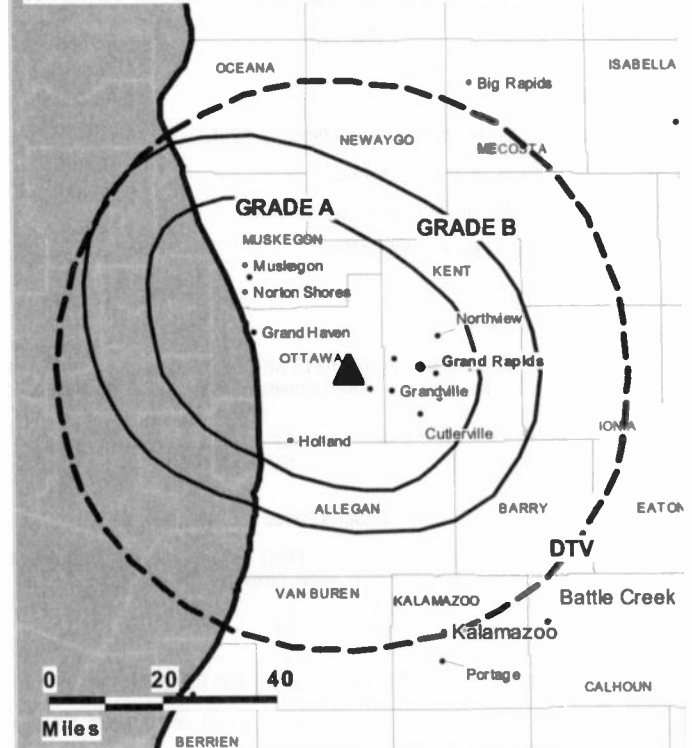 OCEANA
ISABELLA
Big Rapids
NEWAYGO
MECOSTA
GRADE A
GRADE B
MUSKEGON
Muskegon
KENT
Norton Shores
Northview
Grand Haven
OTTAWA
Grand Rapids
Grandville
Holland
Cutlerville
IONIA
ALLEGAN
BARRY
EATON
DTV
VAN BUREN
KALAMAZOO
Battle Creek
Kalamazoo
Portage
0 20 40
CALHOUN
Miles
BERRIEN